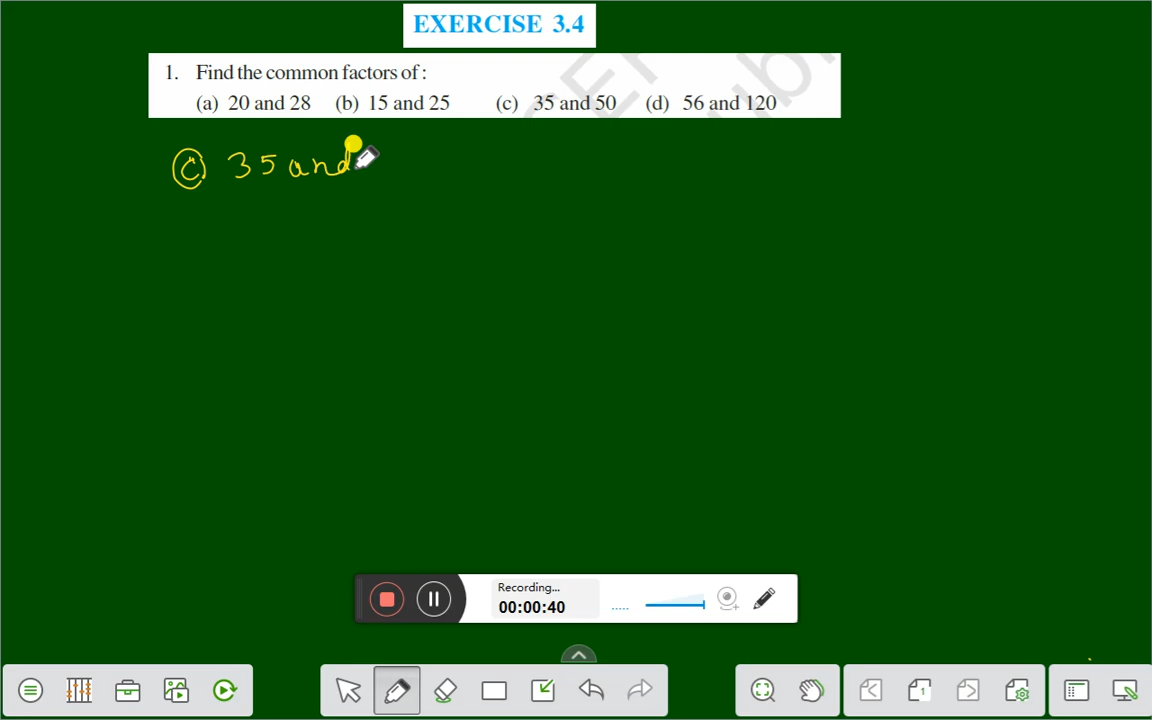 EXERCISE 3.4
1. Find the common factors of :
(a) 20 and 28 (b) 15 and 25 (c) 35 and 50 (d) 56 and 120
(c) 35 and
Recording...
00:00:40
1